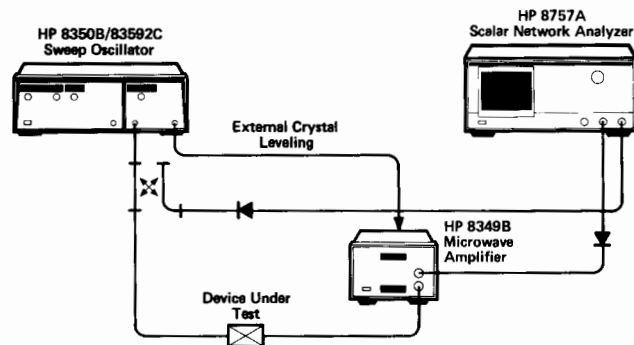 HP 8757A
Scalar Network Analyzer
HP 8350B/83592C
Sweep Oscillator
External Crystal
Leveling
HP 8349B
Microwave
Amplifier
Device Under
Test